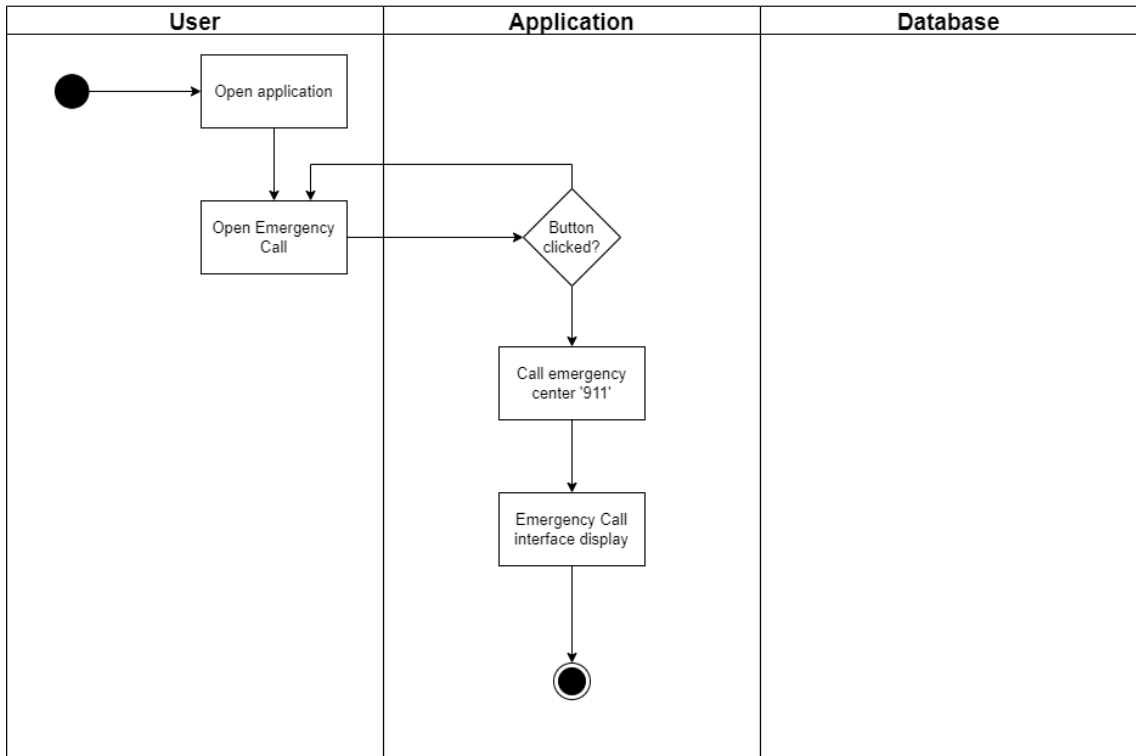 User
Application
Database
Open application
Open Emergency
Call
Button
clicked?
Call emergency
center '911'
Emergency Call
interface display